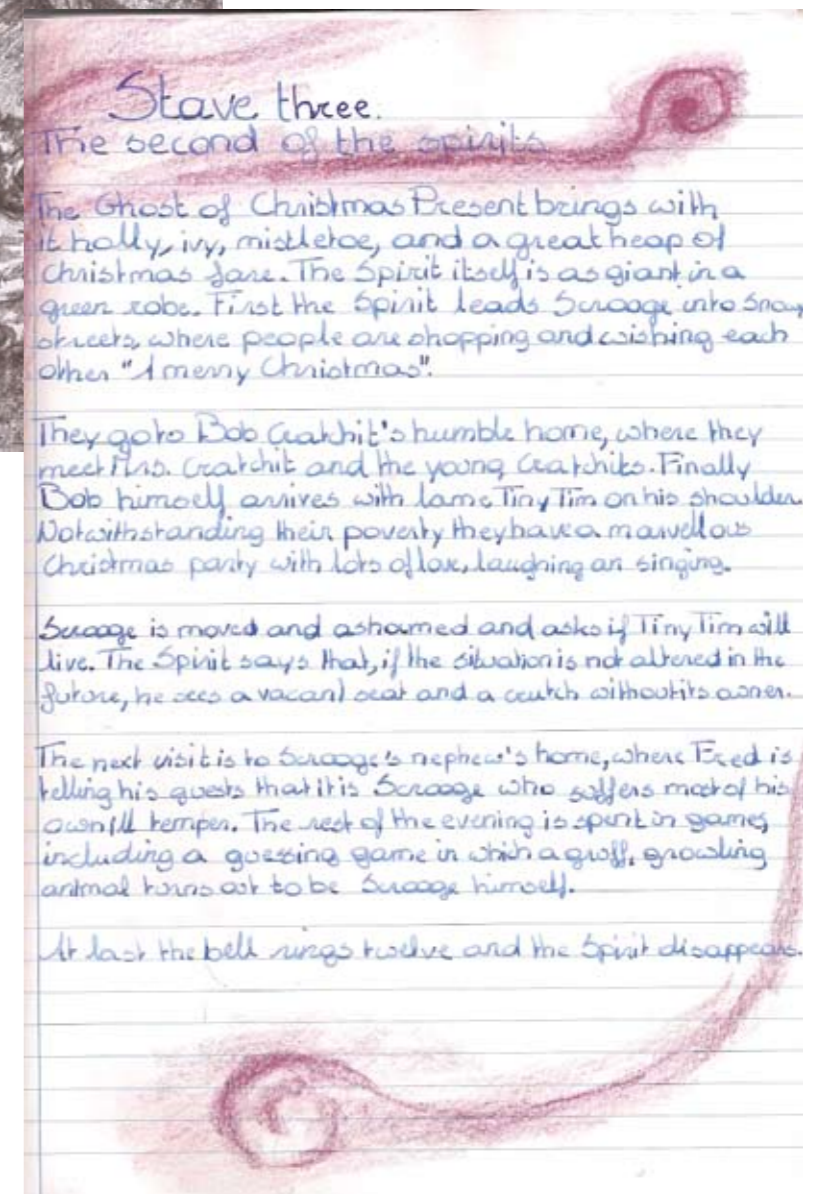 Stave three.
The second of the spirits
The Ghost of Christmas Present brings with
it holly, ivy, mistletoe, and a great heap of
Christmas fare. The Spirit itself is as giant in a
green robe. First the Spirit leads Scrooge into snowy
streets, where people are shopping and wishing each
other "A merry Christmas".
They go to Bob Cratchit's humble home, where they
meet Mrs. Cratchit and the young Cratchits. Finally
Bob himself arrives with lame Tiny Tim on his shoulder.
Notwithstanding their poverty they have a marvellous
Christmas party with lots of love, laughing an singing.
Scrooge is moved and ashamed and asks if Tiny Tim will
live. The Spirit says that, if the situation is not altered in the
future, he sees a vacant seat and a crutch without its owner.
The next visit is to Scrooge's nephew's home, where Fred is
telling his guests that it is Scrooge who suffers most of his
own ill temper. The rest of the evening is spent in games,
including a guessing game in which a gruff, growling
animal turns out to be Scrooge himself.
At last the bell rings twelve and the Spirit disappears.